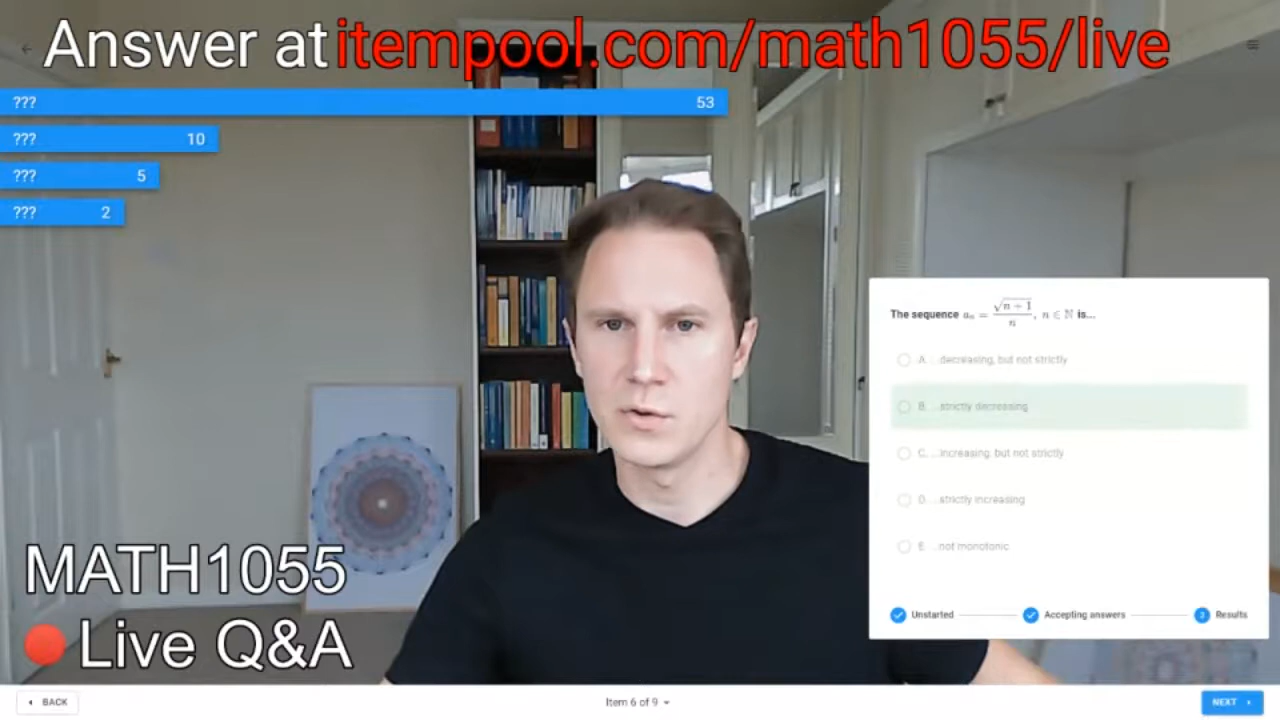 Answer at itempool.com/math1055/live
??? 53
??? 10
??? 5
??? 2
The sequence aₙ = √(n + 1) / n, n ∈ ℕ is...
A. ...decreasing, but not strictly
B. ...strictly decreasing
C. ...increasing, but not strictly
D. ...strictly increasing
E. ...not monotonic
Unstarted Accepting answers 3 Results
MATH1055
Live Q&A
BACK Item 6 of 9 NEXT